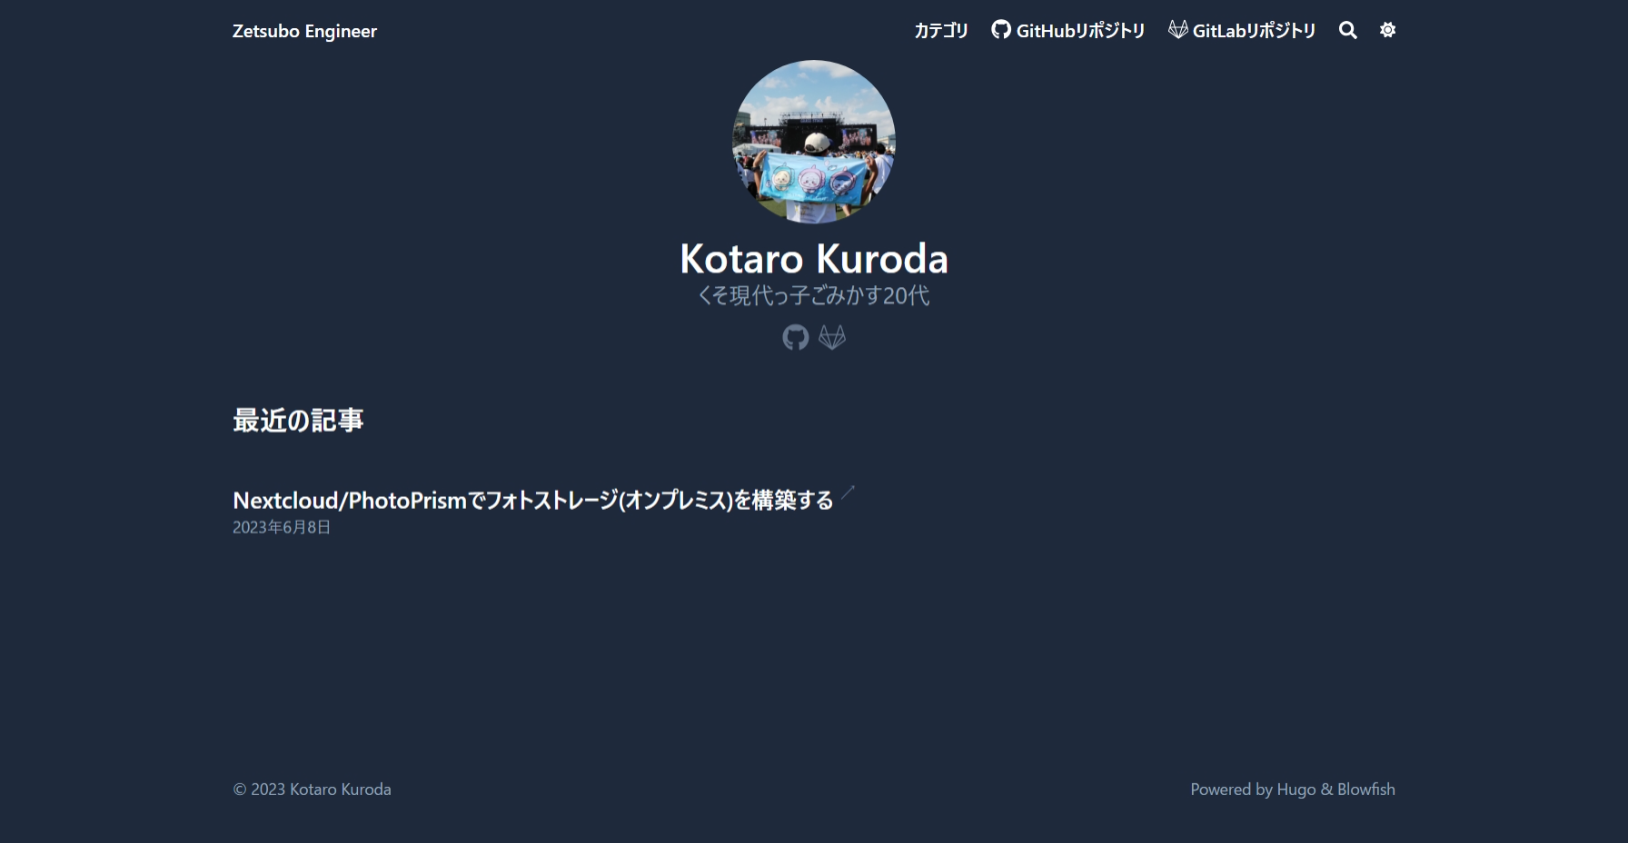 Zetsubo Engineer
カテゴリ GitHubリポジトリ GitLabリポジトリ
Kotaro Kuroda
くそ現代っ子ごみかす20代
最近の記事
Nextcloud/PhotoPrismでフォトストレージ(オンプレミス)を構築する
2023年6月8日
© 2023 Kotaro Kuroda
Powered by Hugo & Blowfish